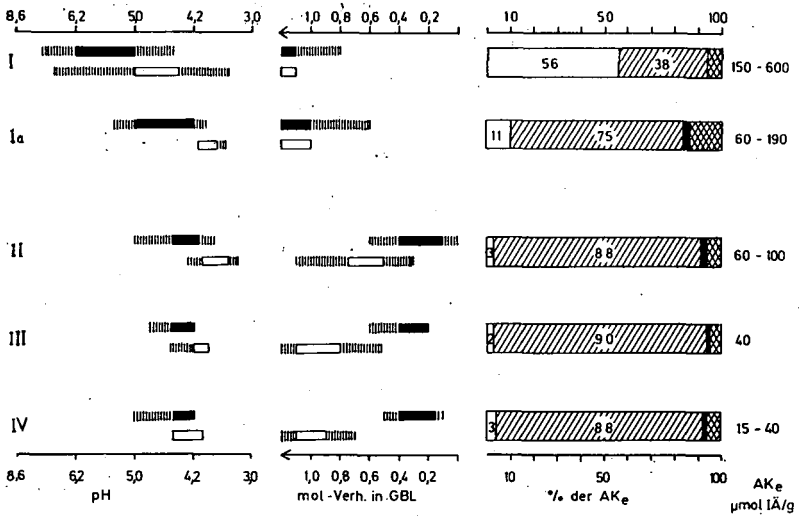 8,6 6,2 5,0 4,2 3,0 1,0 0,8 0,6 0,4 0,2 10 50 100
I 56 38 150 - 600
Ia 11 75 60 - 190
II 3 88 60 - 100
III 2 90 40
IV 3 88 15 - 40
8,6 6,2 5,0 4,2 3,0 1,0 0,8 0,6 0,4 0,2 10 50 100
pH mol-Verh. in GBL % der AKe AKe
µmol IÄ/g